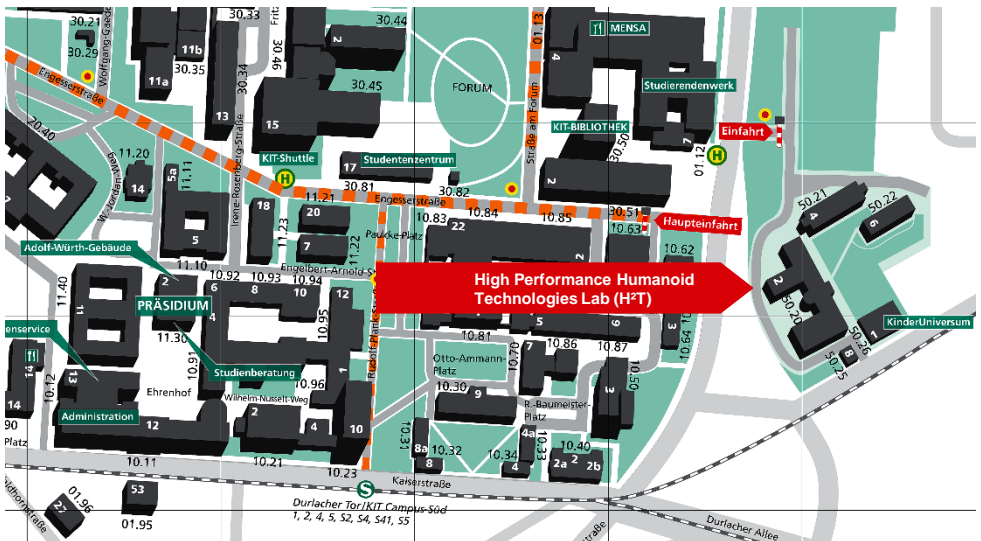 30.21
30.29
Wolfgang-Gaede
11b
30.35
11a
30.33
30.34
13
Fritz
30.46
30.44
2
30.45
15
FORUM
01.13
MENSA
4
Studierendenwerk
KIT-BIBLIOTHEK
30.50
7
01.12
H
Einfahrt
Engesserstraße
20.40
11.20
14
W.-Jordan-Weg
5a
11.11
5
Irene-Rosenberg-Straße
KIT-Shuttle
H
17
Studentenzentrum
30.81
30.82
Straße am Forum
2
30.51
18
11.23
11.21
20
7
11.22
Engesserstraße
10.83
10.84
10.85
10.63
Haupteinfahrt
Paulcke-Platz
22
2
10.62
50.21
4
50.22
6
Adolf-Würth-Gebäude
11.10
10.92
10.93
10.94
Engelbert-Arnold-S
High Performance Humanoid
Technologies Lab (H²T)
2
50.20
11.40
11
2
PRÄSIDIUM
11.30
6
8
10
4
12
10.95
Rudolf-Plank-S
10.81
5
6
3
10.64
1
KinderUniversum
50.26
8
50.25
enservice
14
13
10.12
10.91
Studienberatung
10.96
1
Otto-Ammann-
Platz
10.70
7
10.86
10.87
10.50
3
Ehrenhof
Wilhelm-Nusselt-Weg
10.30
9
R.-Baumeister-
Platz
14
90
Platz
Administration
12
2
4
10
10.31
8a
8
10.32
10.34
4a
4
10.33
10.40
2a
2
2b
10.11
10.21
10.23
Kaiserstraße
S
Durlacher Tor/KIT Campus-Süd
1, 2, 4, 5, S2, S4, S41, S5
27
01.96
53
01.95
straße
Durlacher Allee